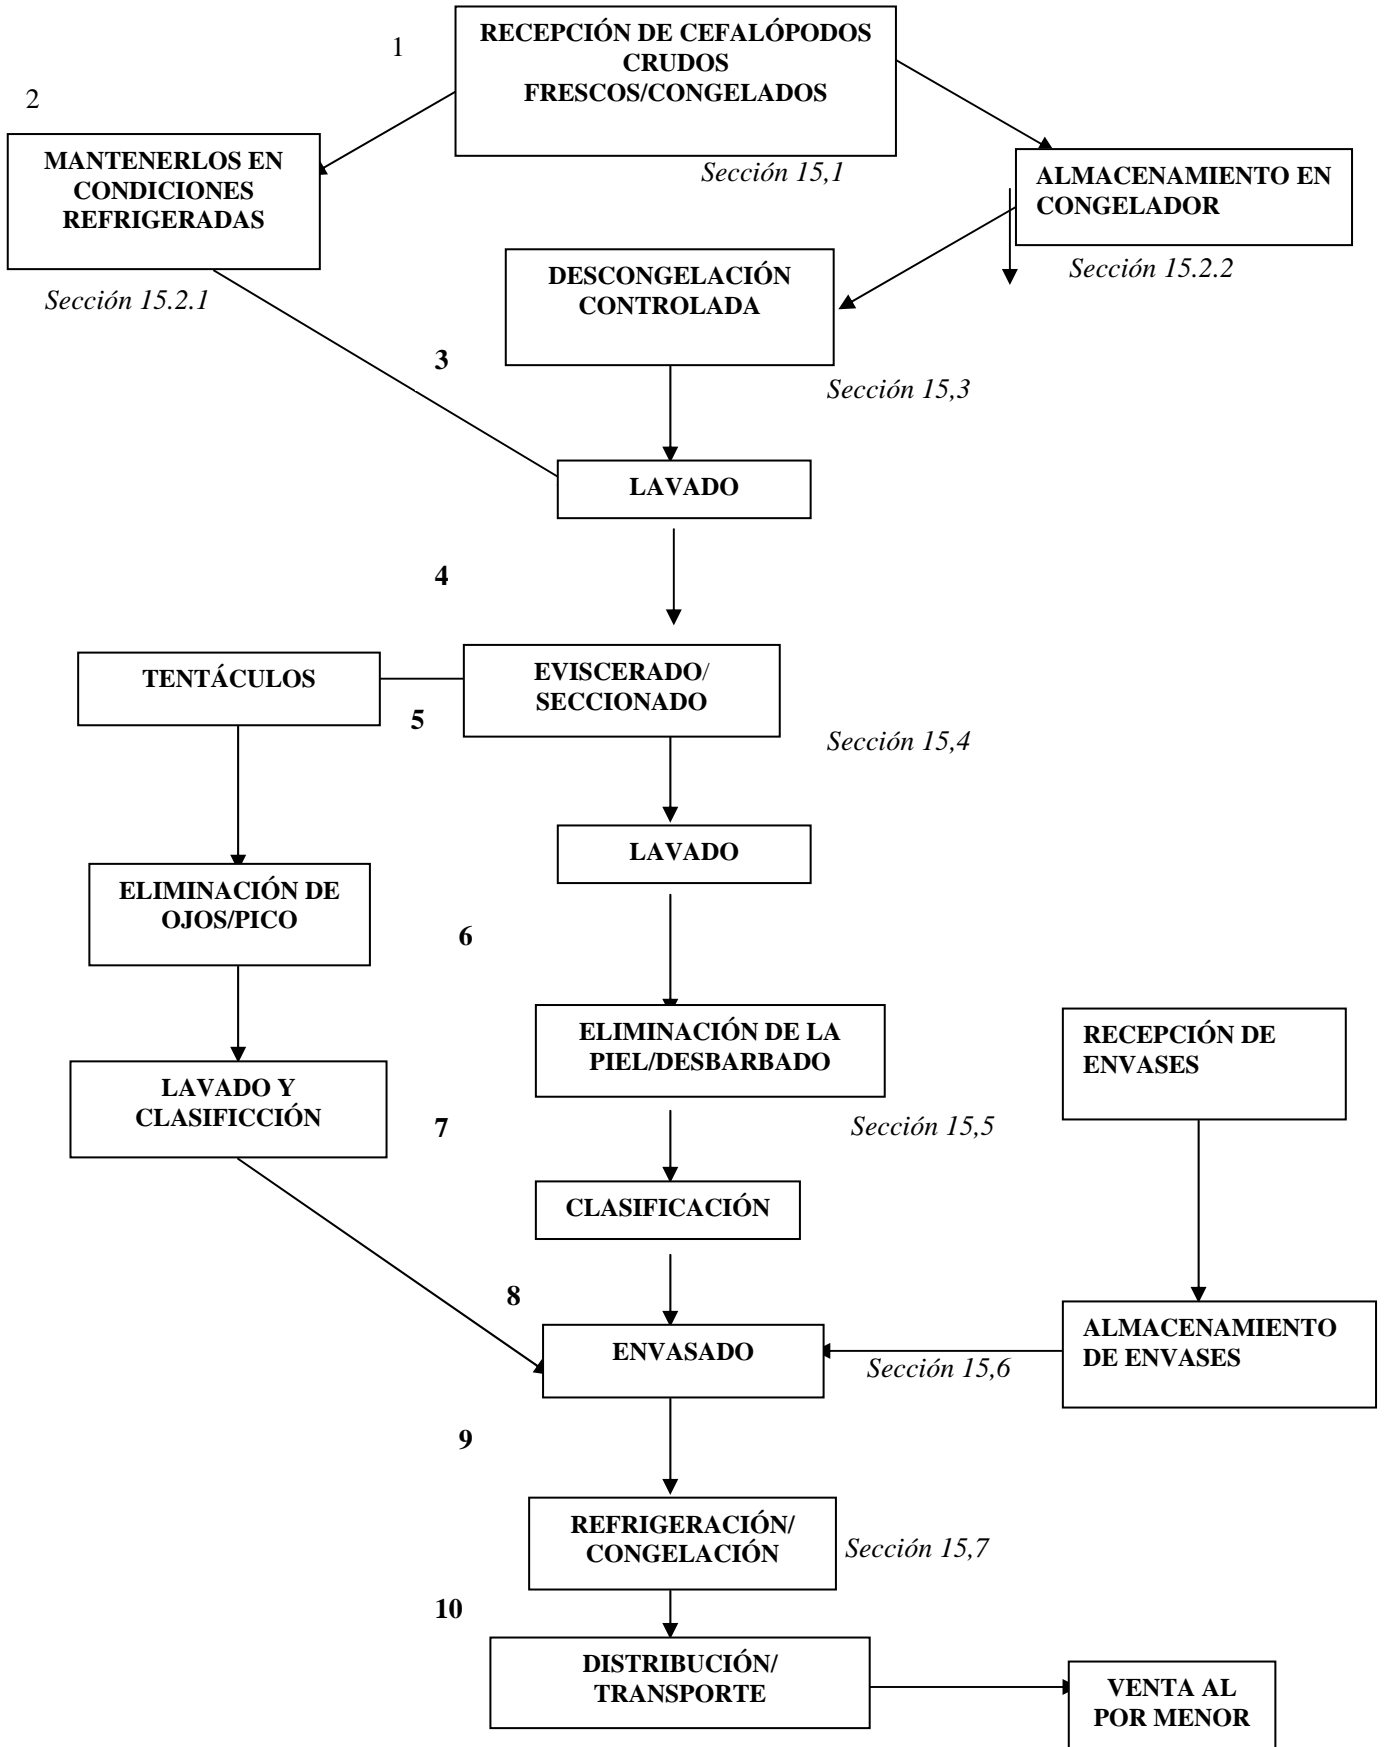 1
RECEPCIÓN DE CEFALÓPODOS
CRUDOS
FRESCOS/CONGELADOS
2
MANTENERLOS EN
CONDICIONES
REFRIGERADAS
Sección 15,1
ALMACENAMIENTO EN
CONGELADOR
Sección 15.2.1
DESCONGELACIÓN
CONTROLADA
Sección 15.2.2
3
Sección 15,3
LAVADO
4
TENTÁCULOS
EVISCERADO/
SECCIONADO
5
Sección 15,4
LAVADO
ELIMINACIÓN DE
OJOS/PICO
6
ELIMINACIÓN DE LA
PIEL/DESBARBADO
RECEPCIÓN DE
ENVASES
LAVADO Y
CLASIFICCIÓN
7
Sección 15,5
CLASIFICACIÓN
8
ENVASADO
Sección 15,6
ALMACENAMIENTO
DE ENVASES
9
REFRIGERACIÓN/
CONGELACIÓN
Sección 15,7
10
DISTRIBUCIÓN/
TRANSPORTE
VENTA AL
POR MENOR